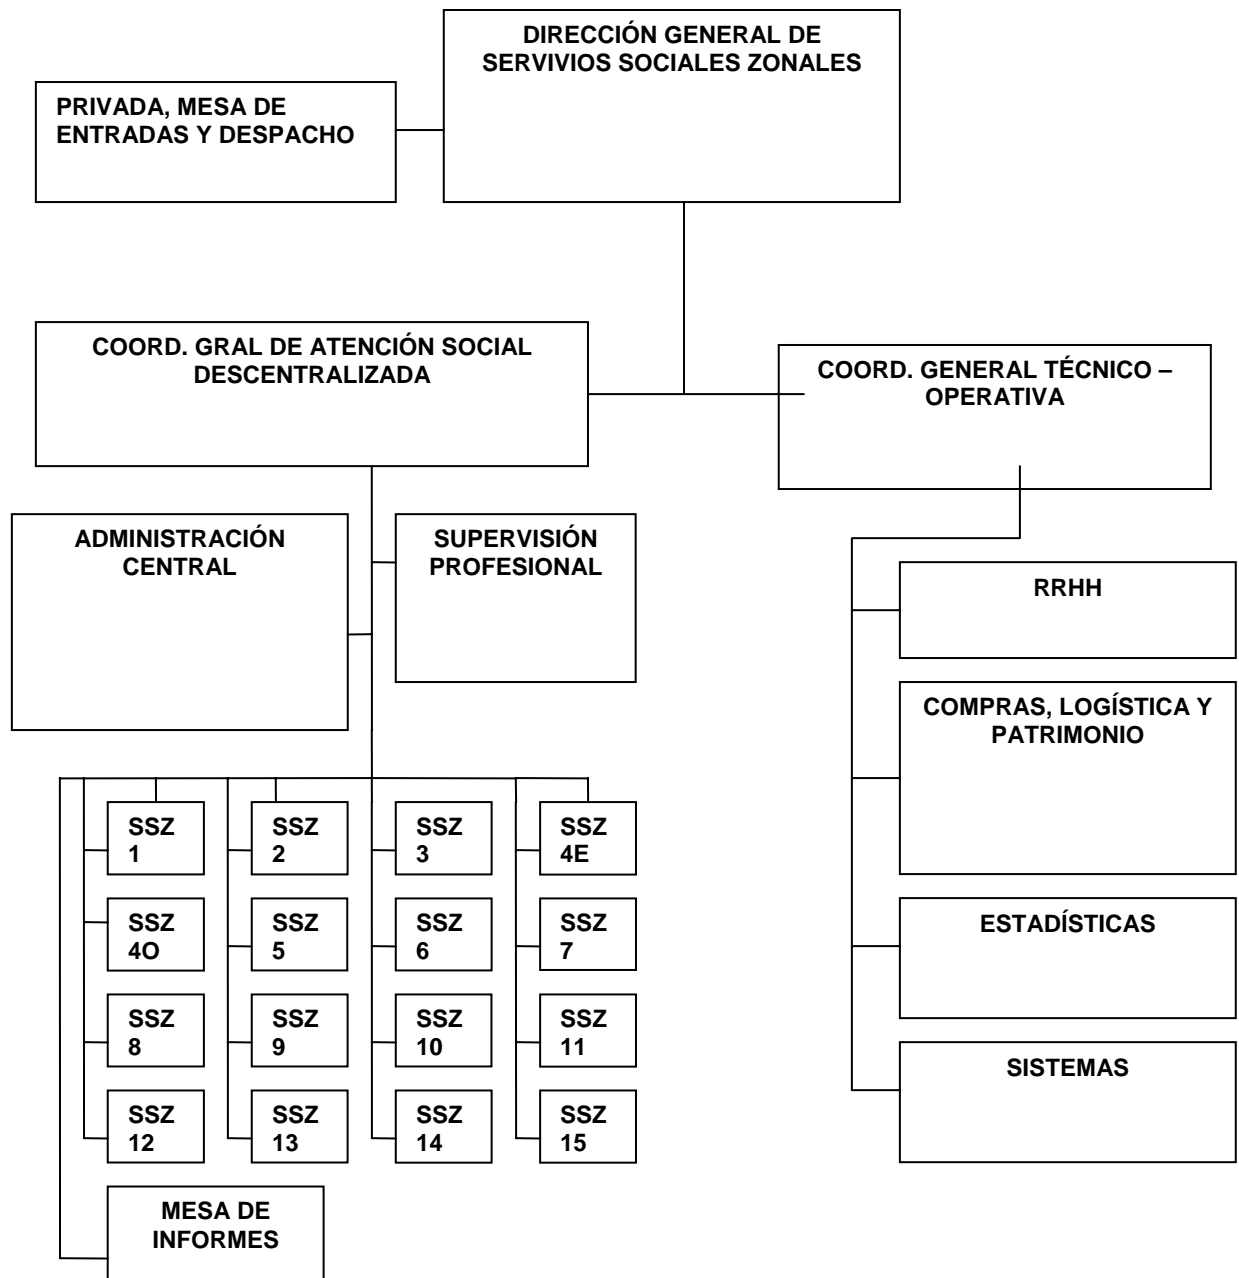 DIRECCIÓN GENERAL DE
SERVIVIOS SOCIALES ZONALES
PRIVADA, MESA DE
ENTRADAS Y DESPACHO
COORD. GRAL DE ATENCIÓN SOCIAL
DESCENTRALIZADA
COORD. GENERAL TÉCNICO –
OPERATIVA
ADMINISTRACIÓN
CENTRAL
SUPERVISIÓN
PROFESIONAL
RRHH
COMPRAS, LOGÍSTICA Y
PATRIMONIO
ESTADÍSTICAS
SISTEMAS
SSZ
1
SSZ
2
SSZ
3
SSZ
4E
SSZ
4O
SSZ
5
SSZ
6
SSZ
7
SSZ
8
SSZ
9
SSZ
10
SSZ
11
SSZ
12
SSZ
13
SSZ
14
SSZ
15
MESA DE
INFORMES